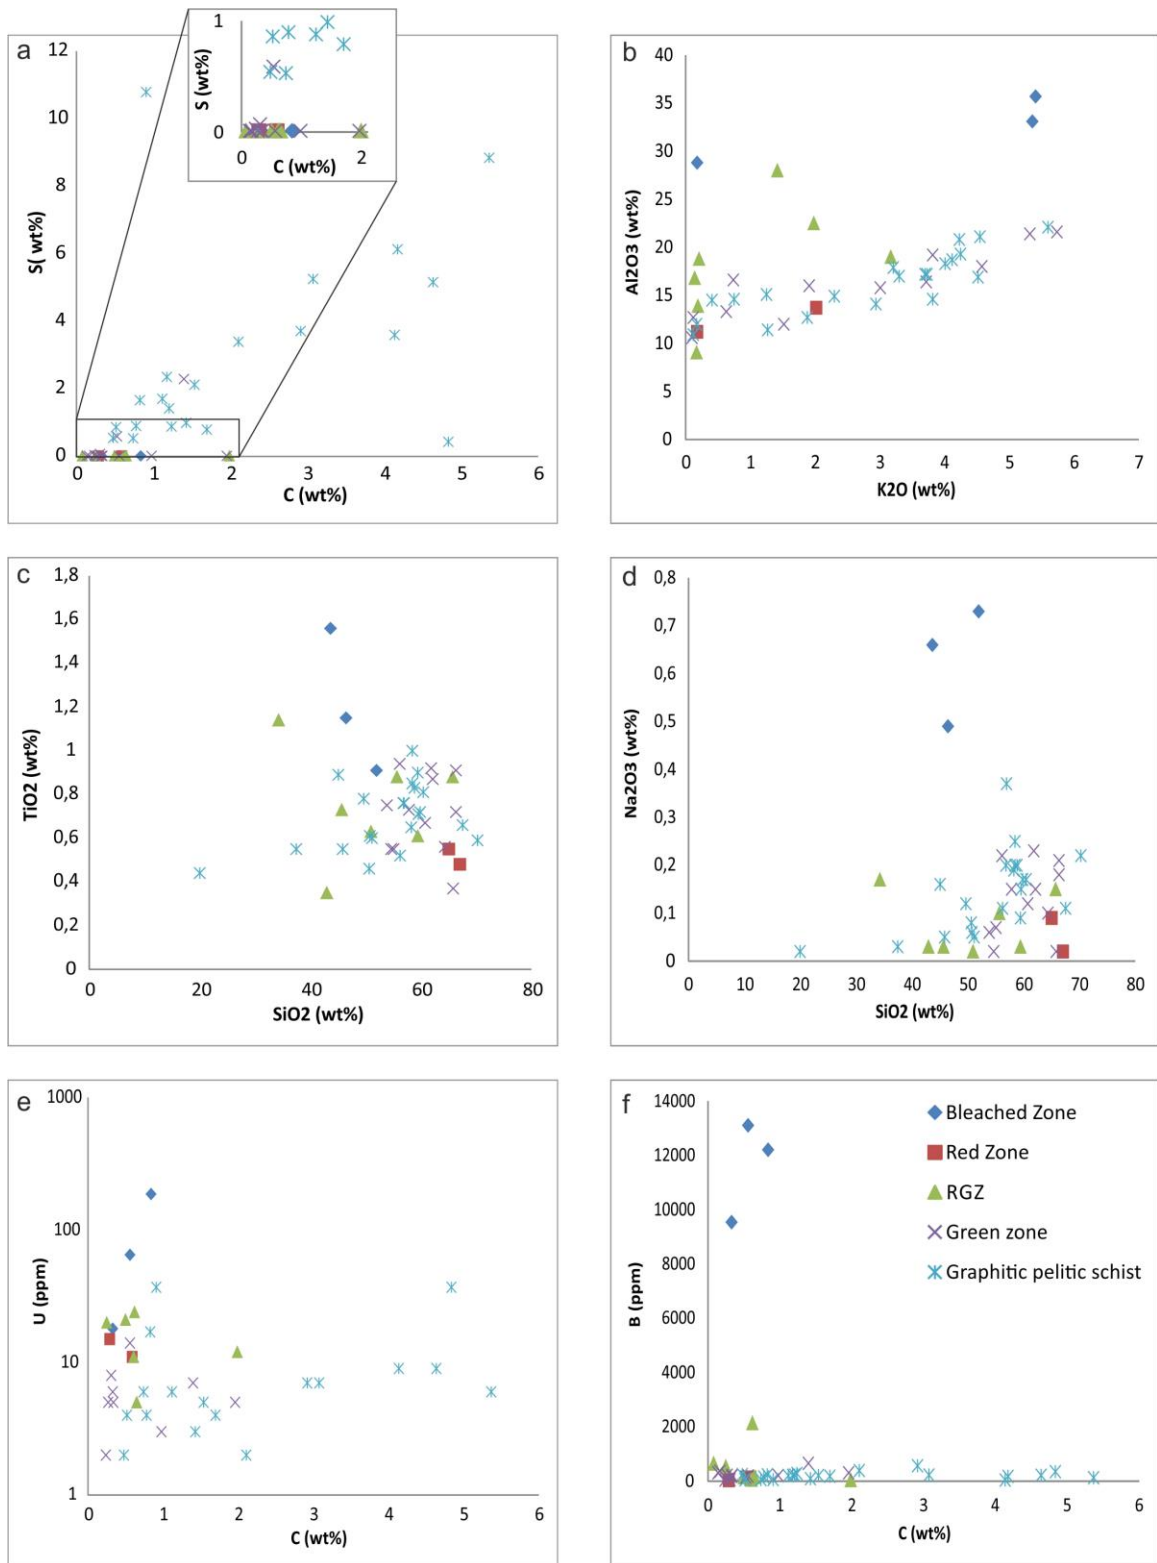 a
12
10
8
6
4
2
0
S( wt%)
0 1 2 3 4 5 6
C (wt%)
1
0
S (wt%)
0 2
C (wt%)
b
40
35
30
25
20
15
10
5
0
Al2O3 (wt%)
0 1 2 3 4 5 6 7
K2O (wt%)
c
1,8
1,6
1,4
1,2
1
0,8
0,6
0,4
0,2
0
TiO2 (wt%)
0 20 40 60 80
SiO2 (wt%)
d
0,8
0,7
0,6
0,5
0,4
0,3
0,2
0,1
0
Na2O3 (wt%)
0 10 20 30 40 50 60 70 80
SiO2 (wt%)
e
1000
100
10
1
U (ppm)
0 1 2 3 4 5 6
C (wt%)
f
14000
12000
10000
8000
6000
4000
2000
0
B (ppm)
0 1 2 3 4 5 6
C (wt%)
Bleached Zone
Red Zone
RGZ
Green zone
Graphitic pelitic schist